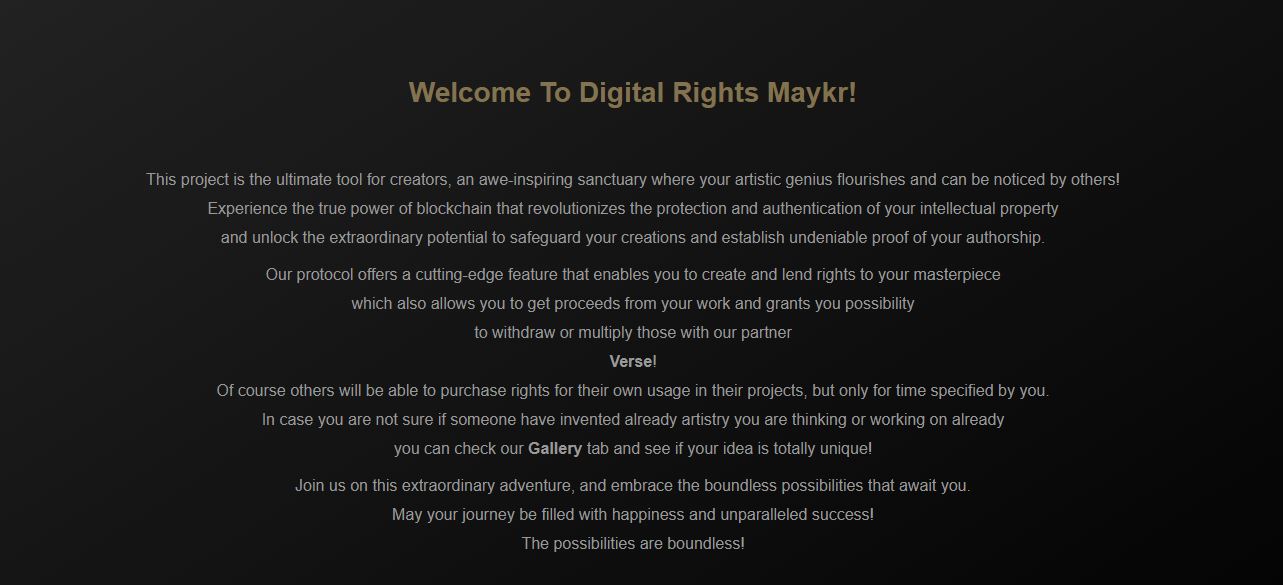 Welcome To Digital Rights Maykr!
This project is the ultimate tool for creators, an awe-inspiring sanctuary where your artistic genius flourishes and can be noticed by others!
Experience the true power of blockchain that revolutionizes the protection and authentication of your intellectual property
and unlock the extraordinary potential to safeguard your creations and establish undeniable proof of your authorship.
Our protocol offers a cutting-edge feature that enables you to create and lend rights to your masterpiece
which also allows you to get proceeds from your work and grants you possibility
to withdraw or multiply those with our partner
Verse!
Of course others will be able to purchase rights for their own usage in their projects, but only for time specified by you.
In case you are not sure if someone have invented already artistry you are thinking or working on already
you can check our Gallery tab and see if your idea is totally unique!
Join us on this extraordinary adventure, and embrace the boundless possibilities that await you.
May your journey be filled with happiness and unparalleled success!
The possibilities are boundless!